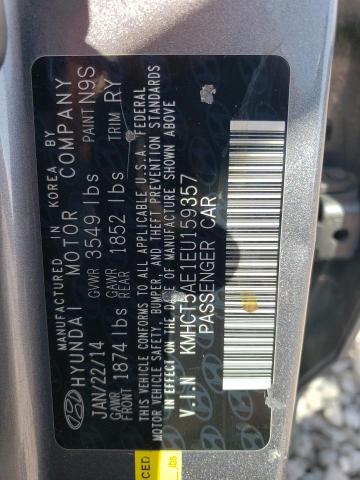 MANUFACTURED IN KOREA BY
HYUNDAI MOTOR COMPANY
JAN/22/14 GVWR 3549 lbs PAINT N9S
GAWR FRONT 1874 lbs GAWR REAR 1852 lbs TRIM RY
THIS VEHICLE CONFORMS TO ALL APPLICABLE U.S.A. FEDERAL
MOTOR VEHICLE SAFETY, BUMPER, AND THEFT PREVENTION STANDARDS
IN EFFECT ON THE DATE OF MANUFACTURE SHOWN ABOVE
V.I.N KMHCT5AE1EU159357
PASSENGER CAR
CED
lbs